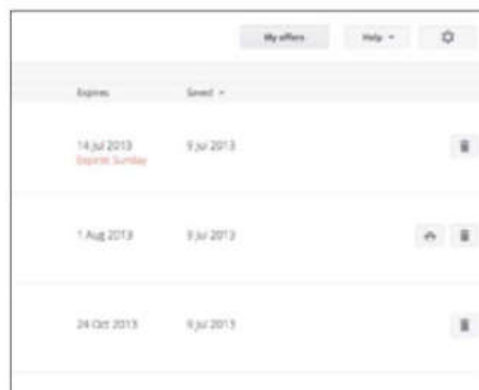 My offers Help
Expires Saved
14 Jul 2013 9 Jul 2013
Expires Sunday
1 Aug 2013 9 Jul 2013
24 Oct 2013 9 Jul 2013